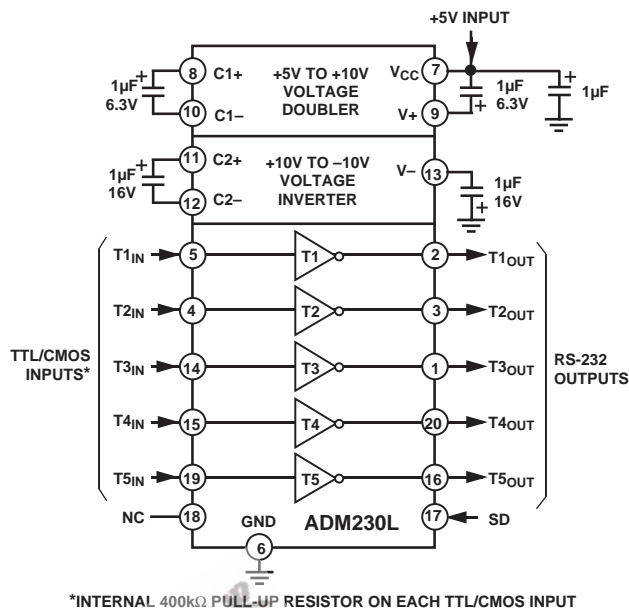 +5V INPUT
8 C1+ +5V TO +10V VCC 7
1µF 6.3V VOLTAGE 1µF 6.3V 1µF
10 C1– DOUBLER V+ 9
11 C2+ +10V TO –10V V– 13
1µF 16V VOLTAGE 1µF 16V
12 C2– INVERTER
T1IN 5 T1 2 T1OUT
T2IN 4 T2 3 T2OUT
TTL/CMOS INPUTS*
T3IN 14 T3 1 T3OUT
RS-232 OUTPUTS
T4IN 15 T4 20 T4OUT
T5IN 19 T5 16 T5OUT
NC 18 GND ADM230L 17 SD
6
*INTERNAL 400kΩ PULL-UP RESISTOR ON EACH TTL/CMOS INPUT